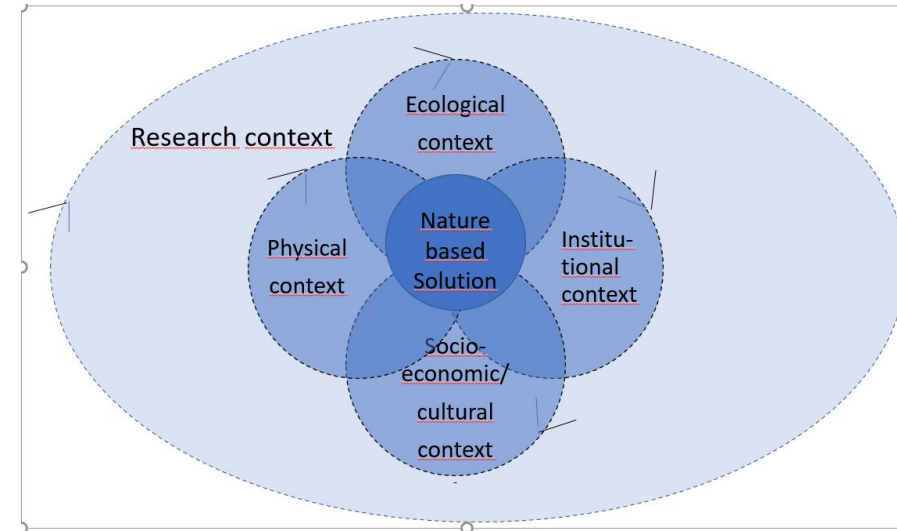 Ecological
context
Research context
Nature
based
Solution
Physical
context
Institu-
tional
context
Socio-
economic/
cultural
context